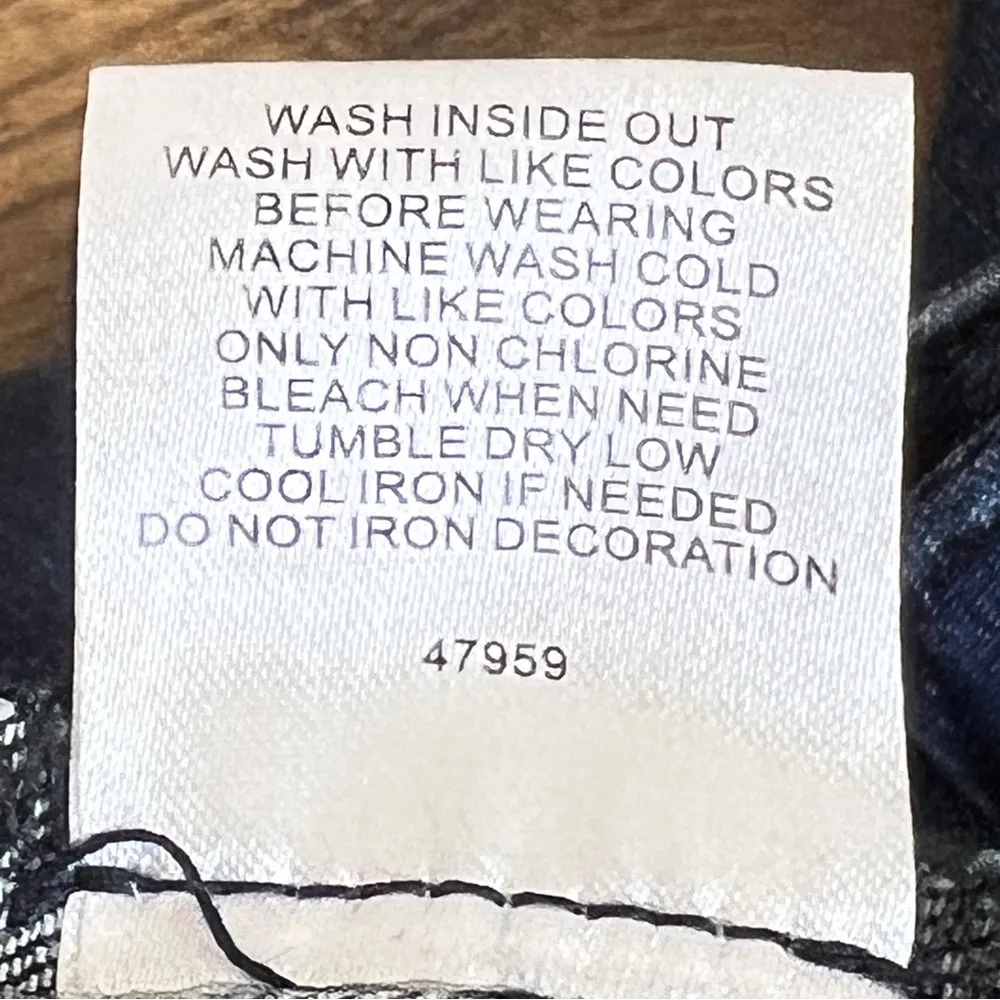 WASH INSIDE OUT
WASH WITH LIKE COLORS
BEFORE WEARING
MACHINE WASH COLD
WITH LIKE COLORS
ONLY NON CHLORINE
BLEACH WHEN NEED
TUMBLE DRY LOW
COOL IRON IF NEEDED
DO NOT IRON DECORATION
47959